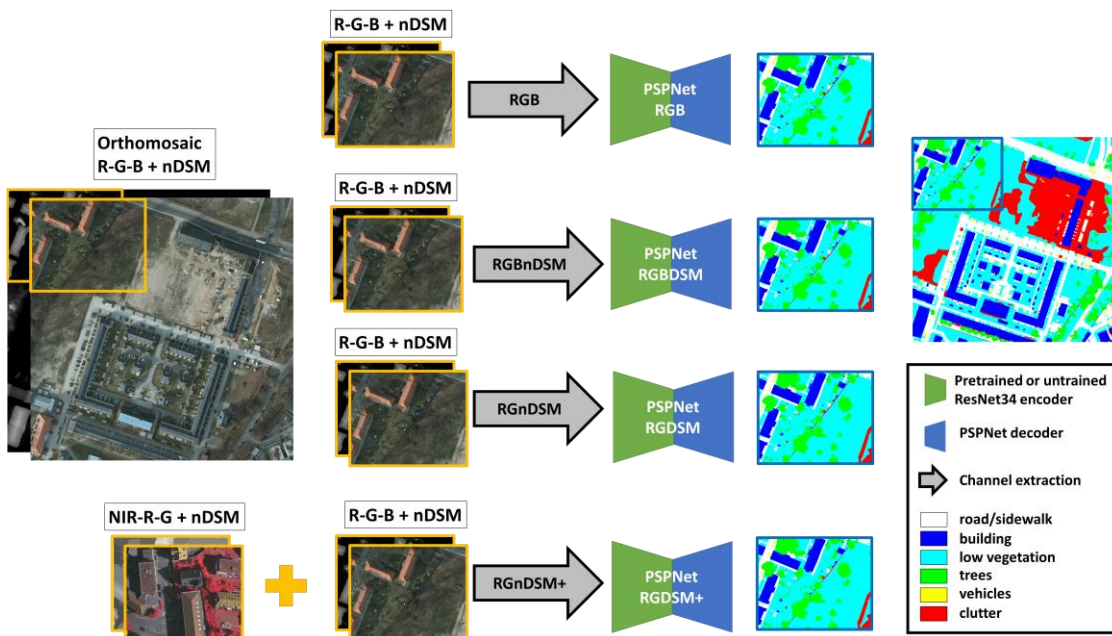 R-G-B + nDSM
RGB
PSPNet
RGB
Orthomosaic
R-G-B + nDSM
R-G-B + nDSM
RGBnDSM
PSPNet
RGBDSM
R-G-B + nDSM
RGnDSM
PSPNet
RGDSM
NIR-R-G + nDSM
R-G-B + nDSM
RGnDSM+
PSPNet
RGDSM+
Pretrained or untrained
ResNet34 encoder
PSPNet decoder
Channel extraction
road/sidewalk
building
low vegetation
trees
vehicles
clutter